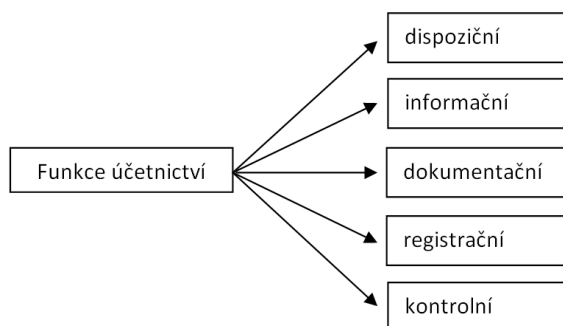 Funkce účetnictví
dispoziční
informační
dokumentační
registrační
kontrolní